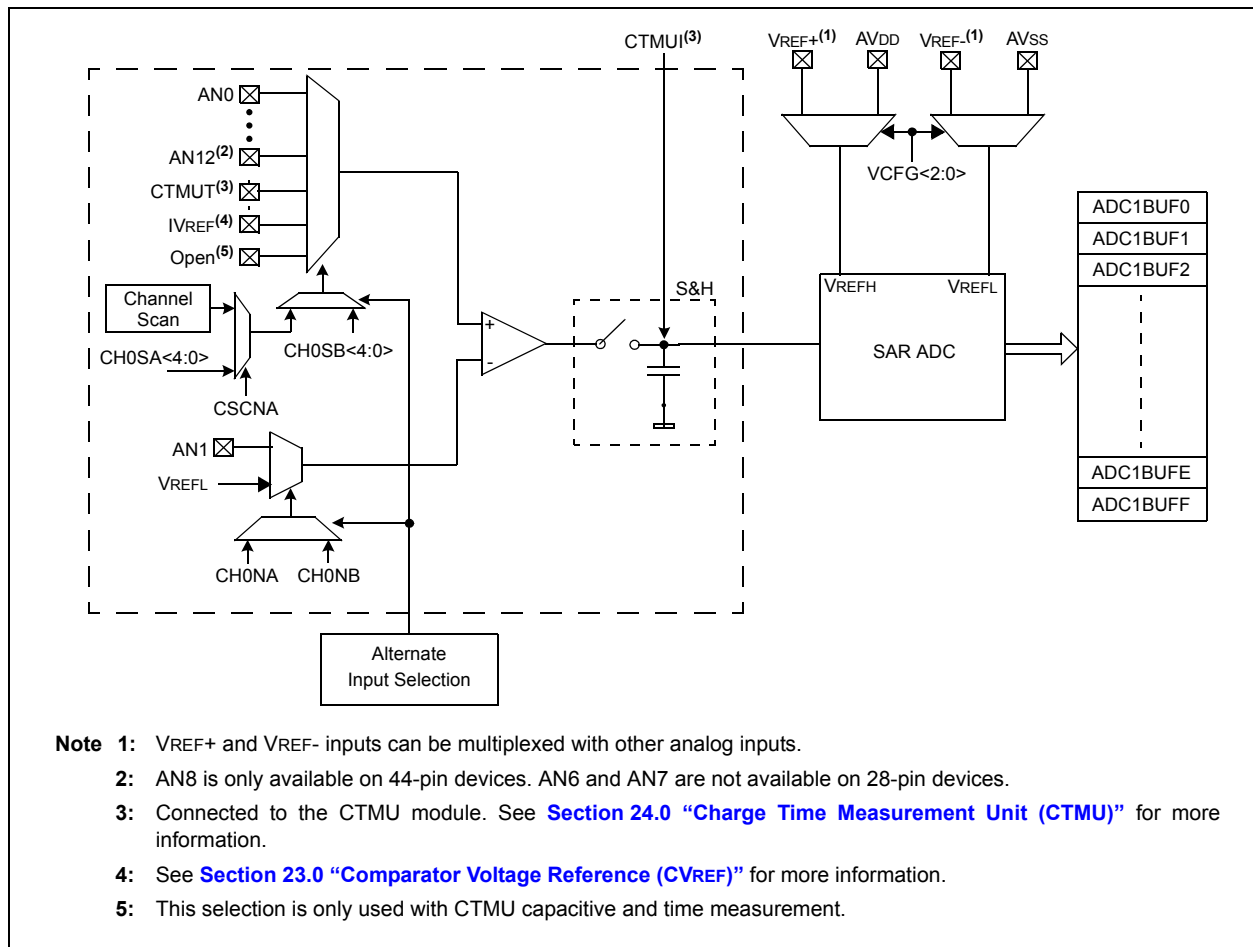 CTMUI(3)
VREF+(1) AVDD VREF-(1) AVSS
AN0
AN12(2)
CTMUT(3)
IVREF(4)
Open(5)
VCFG<2:0>
ADC1BUF0
ADC1BUF1
ADC1BUF2
ADC1BUFE
ADC1BUFF
VREFH VREFL
SAR ADC
S&H
Channel
Scan
CH0SA<4:0>
CH0SB<4:0>
CSCNA
+
-
AN1
VREFL
CH0NA CH0NB
Alternate
Input Selection
Note 1: VREF+ and VREF- inputs can be multiplexed with other analog inputs.
2: AN8 is only available on 44-pin devices. AN6 and AN7 are not available on 28-pin devices.
3: Connected to the CTMU module. See Section 24.0 “Charge Time Measurement Unit (CTMU)” for more
information.
4: See Section 23.0 “Comparator Voltage Reference (CVREF)” for more information.
5: This selection is only used with CTMU capacitive and time measurement.